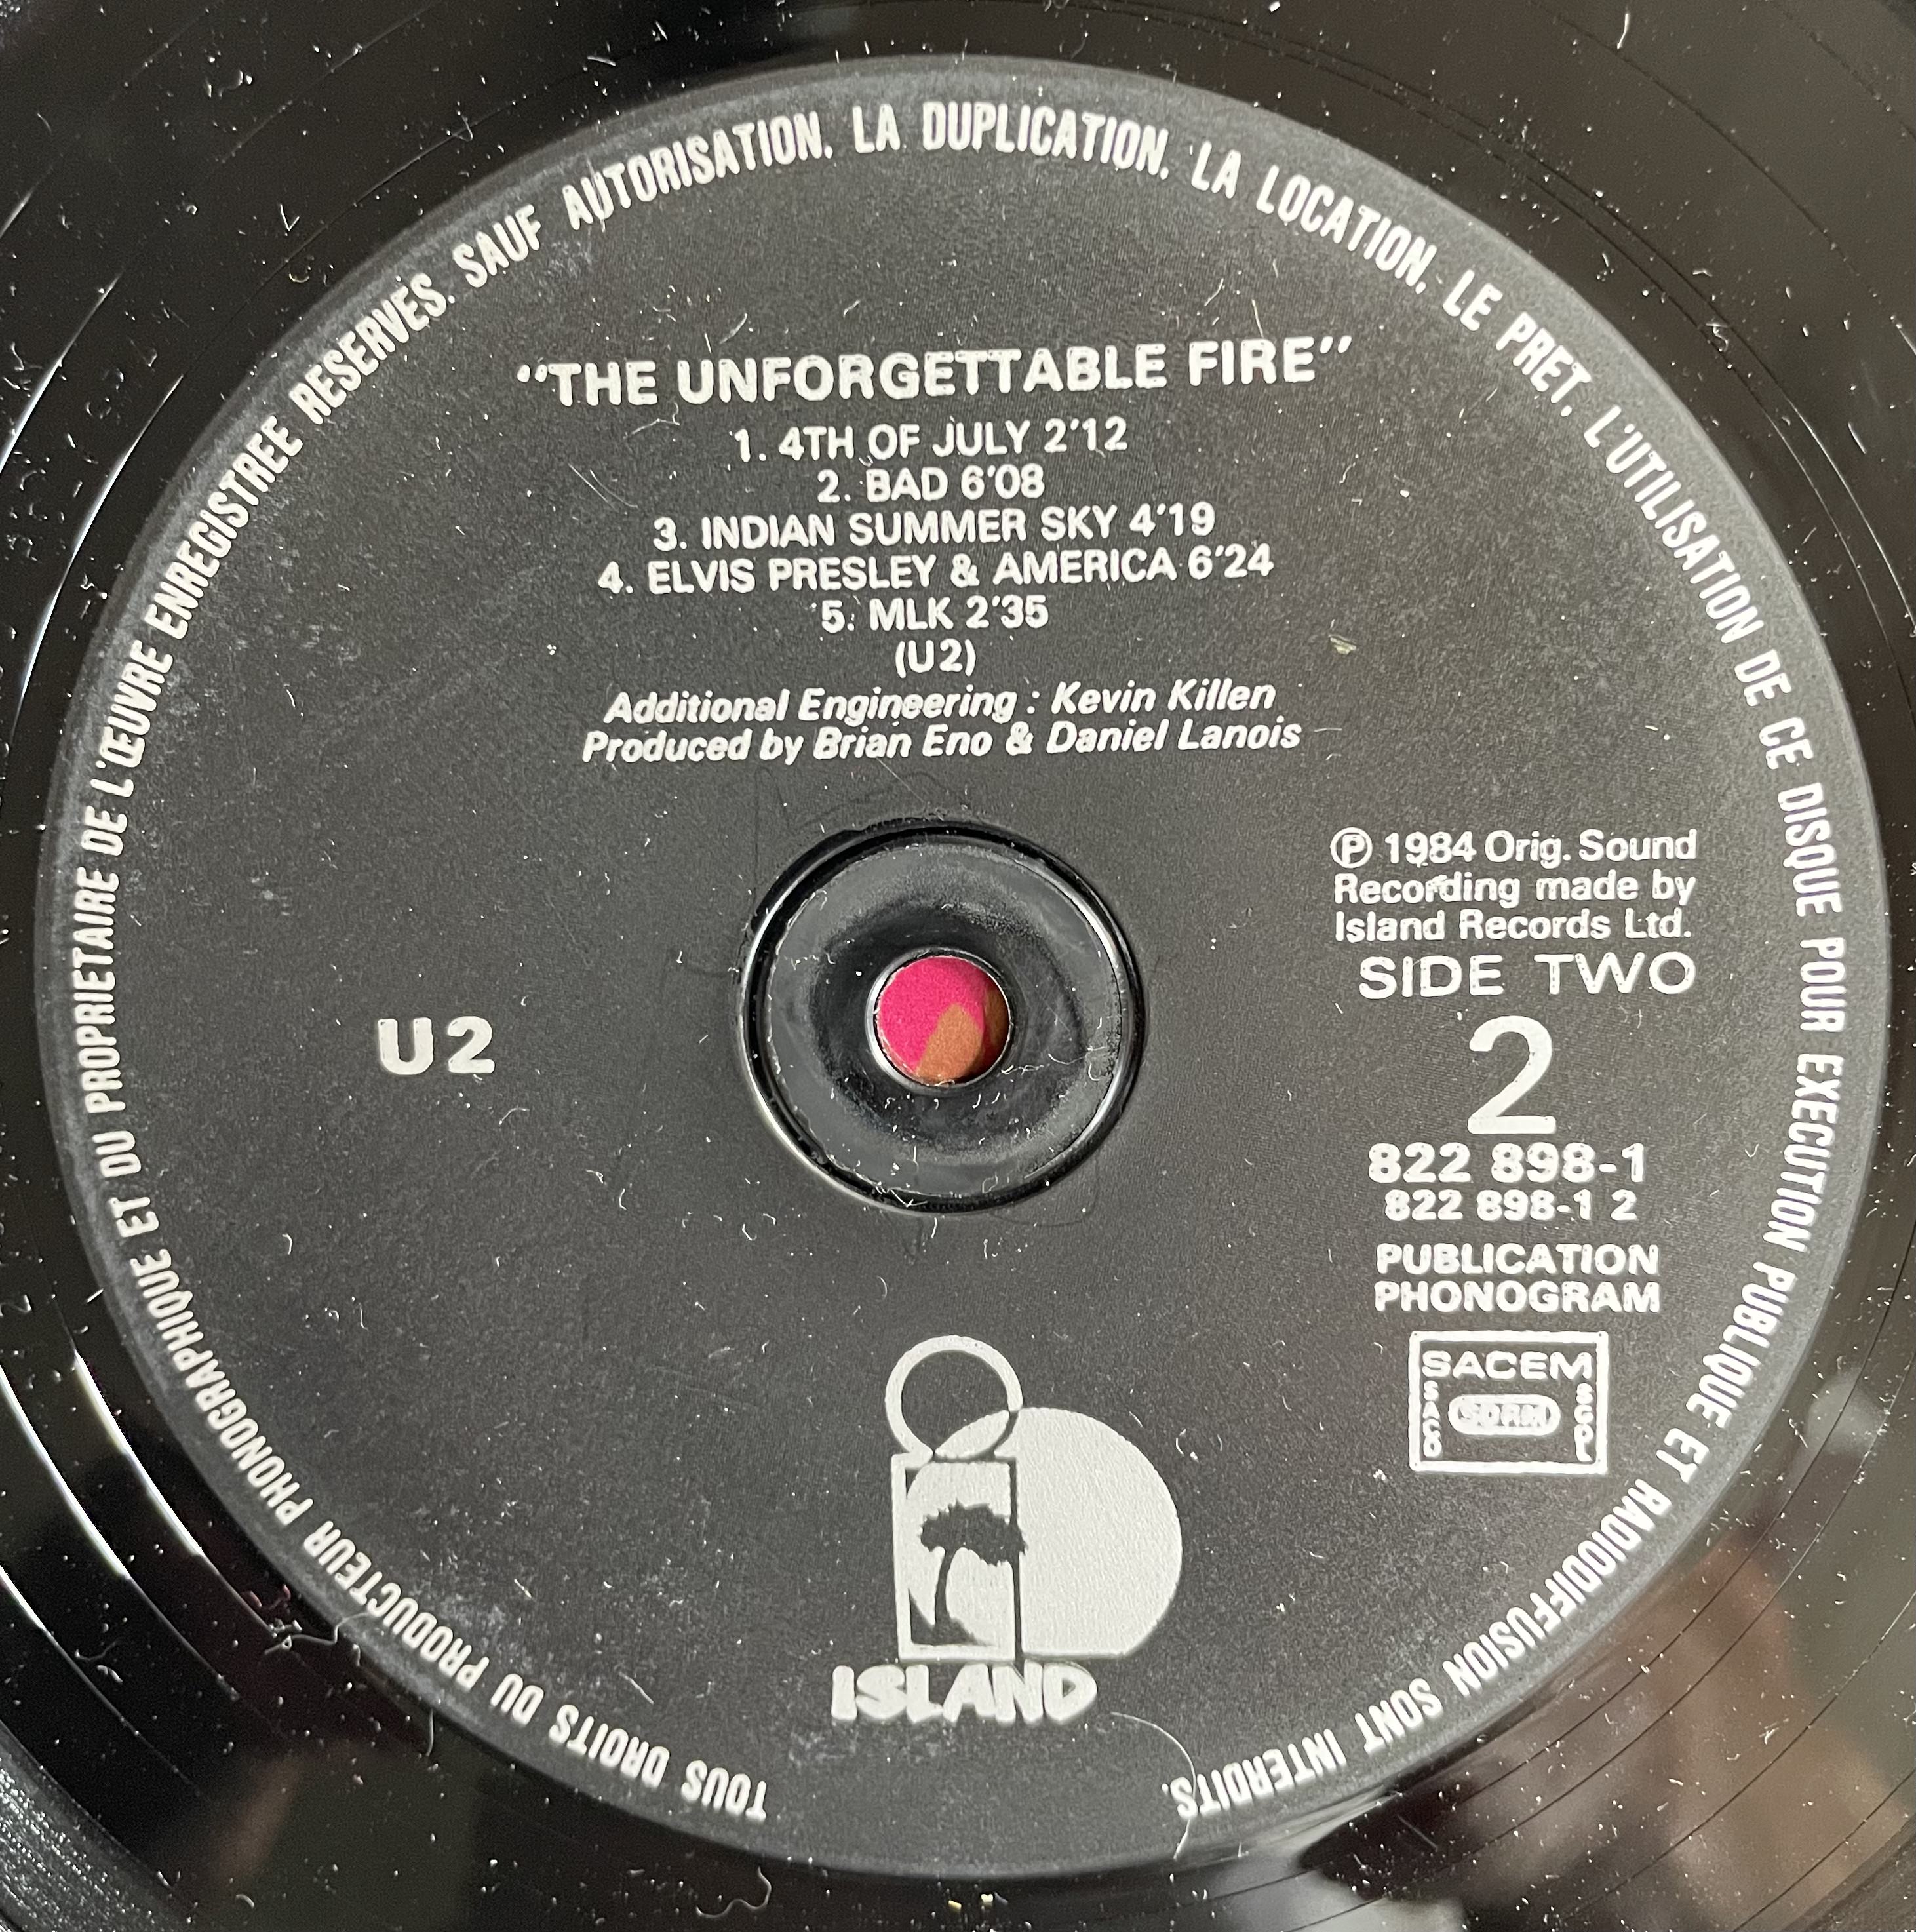 TOUS DROITS DU PRODUCTEUR PHONOGRAPHIQUE ET DU PROPRIETAIRE DE L'ŒUVRE ENREGISTREE RESERVES. SAUF AUTORISATION, LA DUPLICATION, LA LOCATION, LE PRET, L'UTILISATION DE CE DISQUE POUR EXECUTION PUBLIQUE ET RADIODIFFUSION SONT INTERDITS.
“THE UNFORGETTABLE FIRE”
1. 4TH OF JULY 2'12
2. BAD 6'08
3. INDIAN SUMMER SKY 4'19
4. ELVIS PRESLEY & AMERICA 6'24
5. MLK 2'35
(U2)
Additional Engineering : Kevin Killen
Produced by Brian Eno & Daniel Lanois
U2
Ⓟ 1984 Orig. Sound
Recording made by
Island Records Ltd.
SIDE TWO
2
822 898-1
822 898-1 2
PUBLICATION
PHONOGRAM
SACEM
SACD
SDRM
SGDL
ISLAND